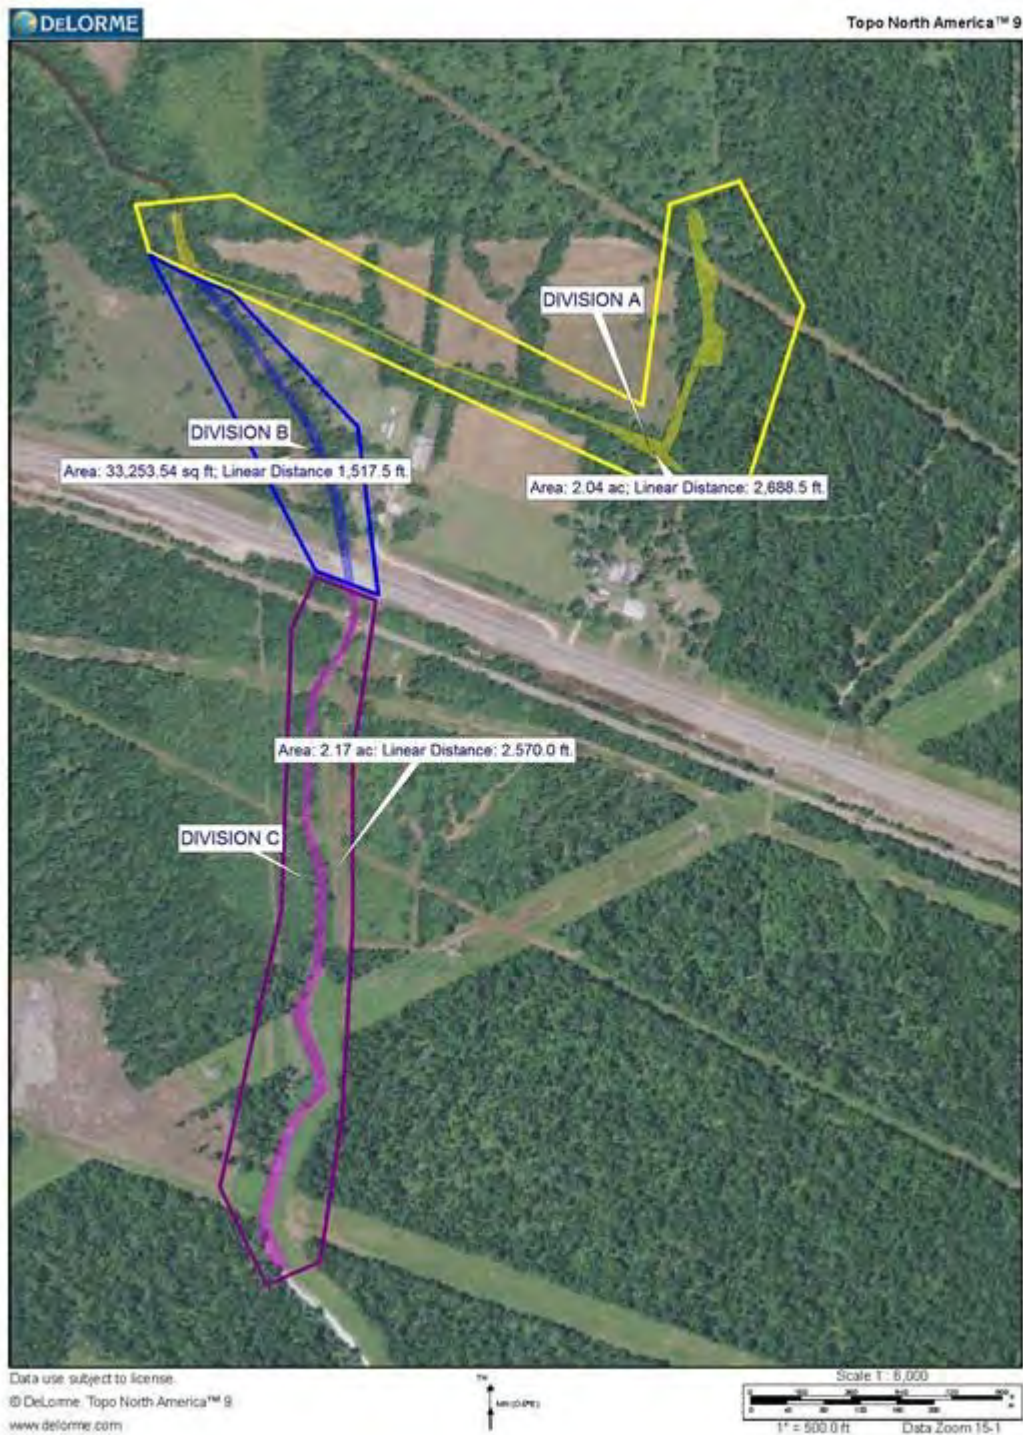 DELORME
Topo North America™ 9
DIVISION A
DIVISION B
Area: 33,253.54 sq ft; Linear Distance 1,517.5 ft.
Area: 2.04 ac; Linear Distance: 2,688.5 ft.
Area: 2.17 ac: Linear Distance: 2.570.0 ft.
DIVISION C
Data use subject to license.
© DeLorme. Topo North America™ 9.
www.delorme.com
TN
Scale 1 : 6,000
1" = 500.0 ft
Data Zoom 15-1